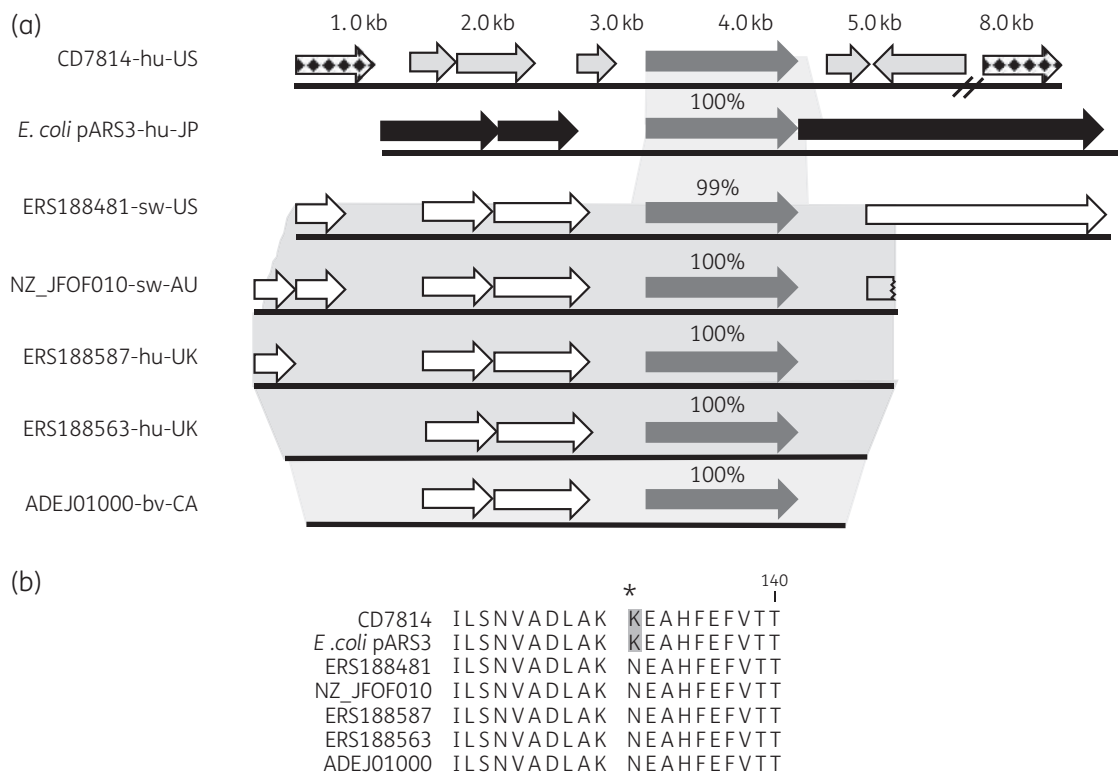 (a)
1.0 kb 2.0 kb 3.0 kb 4.0 kb 5.0 kb 8.0 kb
CD7814-hu-US
100%
E. coli pARS3-hu-JP
99%
ERS188481-sw-US
100%
NZ_JFOF010-sw-AU
100%
ERS188587-hu-UK
100%
ERS188563-hu-UK
100%
ADEJ01000-bv-CA
(b)
* 140
CD7814 ILSNVADLAK KEAHFEFVTT
E .coli pARS3 ILSNVADLAK KEAHFEFVTT
ERS188481 ILSNVADLAK NEAHFEFVTT
NZ_JFOF010 ILSNVADLAK NEAHFEFVTT
ERS188587 ILSNVADLAK NEAHFEFVTT
ERS188563 ILSNVADLAK NEAHFEFVTT
ADEJ01000 ILSNVADLAK NEAHFEFVTT